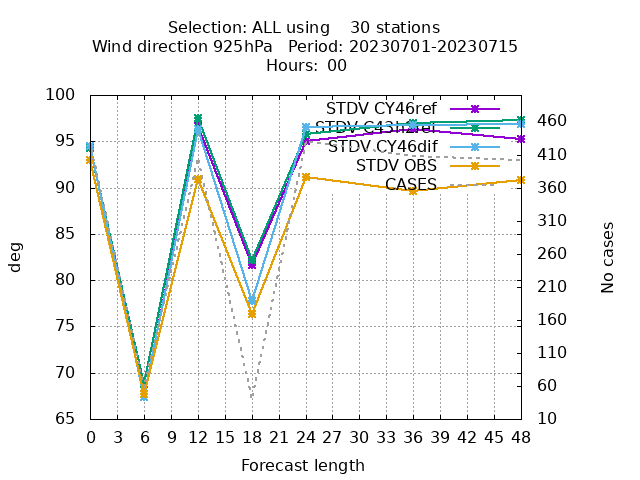 Selection: ALL using    30 stations
Wind direction 925hPa   Period: 20230701-20230715
Hours: 00
STDV CY46ref
STDV CY46dif
STDV OBS
CASES
deg
100
95
90
85
80
75
70
65
No cases
460
410
360
310
260
210
160
110
60
10
0 3 6 9 12 15 18 21 24 27 30 33 36 39 42 45 48
Forecast length